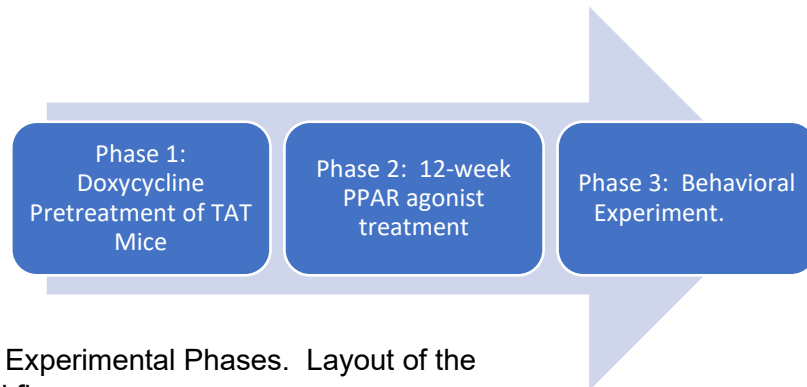 Phase 1:
Doxycycline
Pretreatment of TAT
Mice
Phase 2:  12-week
PPAR agonist
treatment
Phase 3:  Behavioral
Experiment.
Experimental Phases.  Layout of the